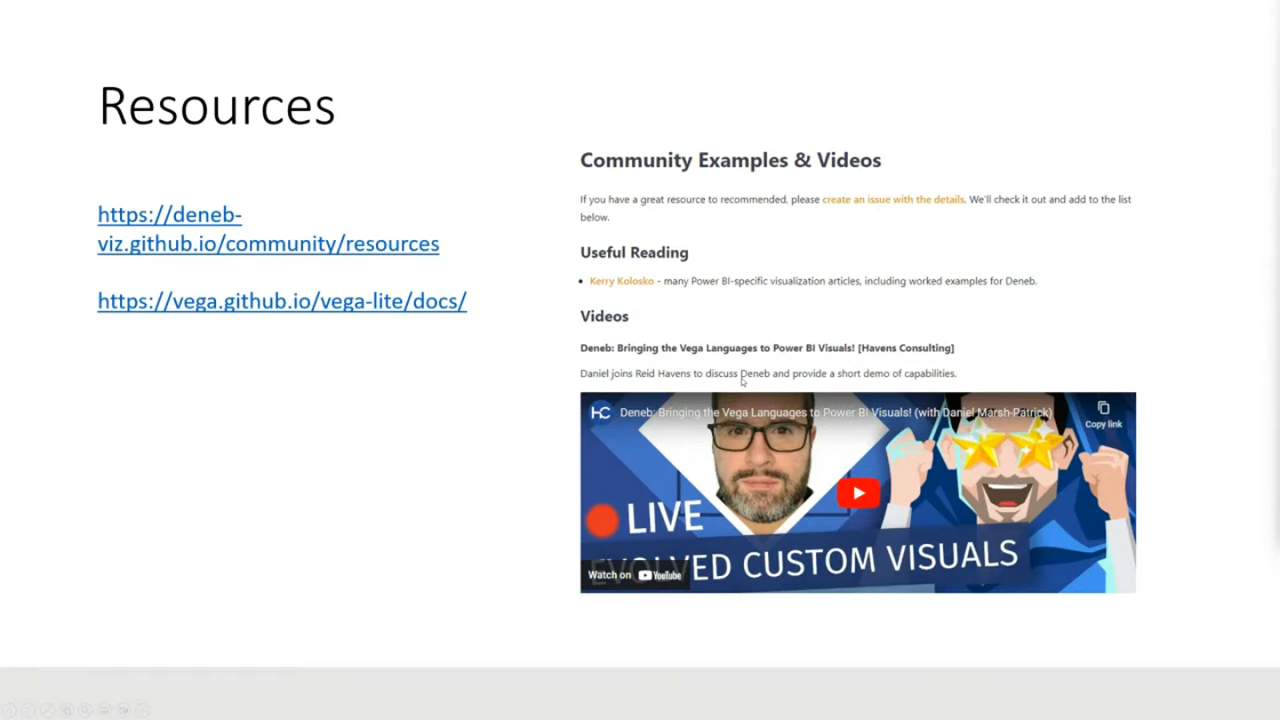 Resources
https://deneb-
viz.github.io/community/resources
https://vega.github.io/vega-lite/docs/
Community Examples & Videos
If you have a great resource to recommended, please create an issue with the details. We'll check it out and add to the list
below.
Useful Reading
• Kerry Kolosko - many Power BI-specific visualization articles, including worked examples for Deneb.
Videos
Deneb: Bringing the Vega Languages to Power BI Visuals! [Havens Consulting]
Daniel joins Reid Havens to discuss Deneb and provide a short demo of capabilities.
HC Deneb: Bringing the Vega Languages to Power BI Visuals! (with Daniel Marsh-Patrick)
Copy link
LIVE
EVOLVED CUSTOM VISUALS
Watch on YouTube